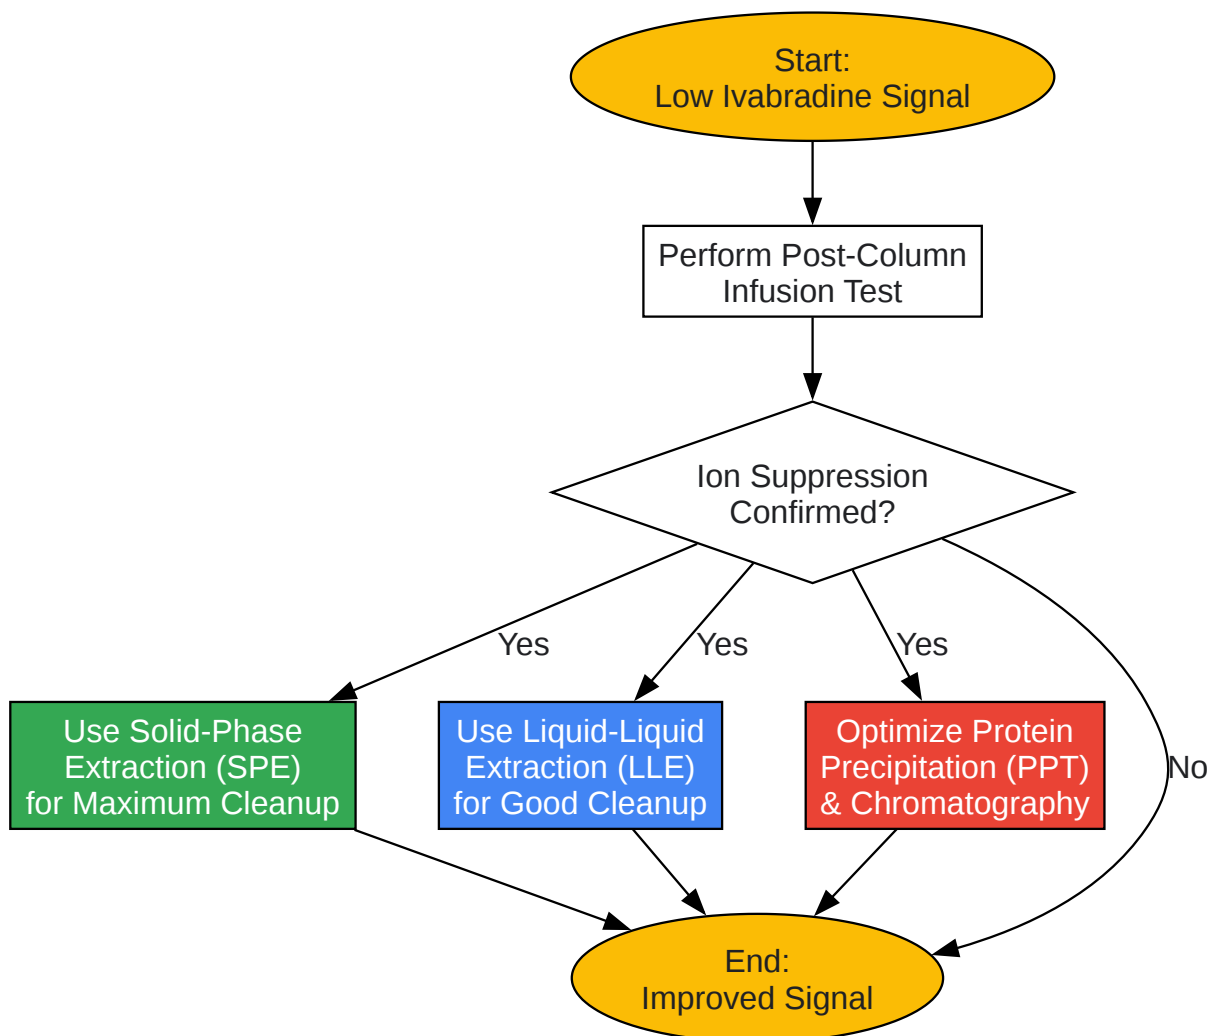 Start:
Low Ivabradine Signal
Perform Post-Column
Infusion Test
Ion Suppression
Confirmed?
Yes
Yes
Yes
No
Use Solid-Phase
Extraction (SPE)
for Maximum Cleanup
Use Liquid-Liquid
Extraction (LLE)
for Good Cleanup
Optimize Protein
Precipitation (PPT)
& Chromatography
End:
Improved Signal